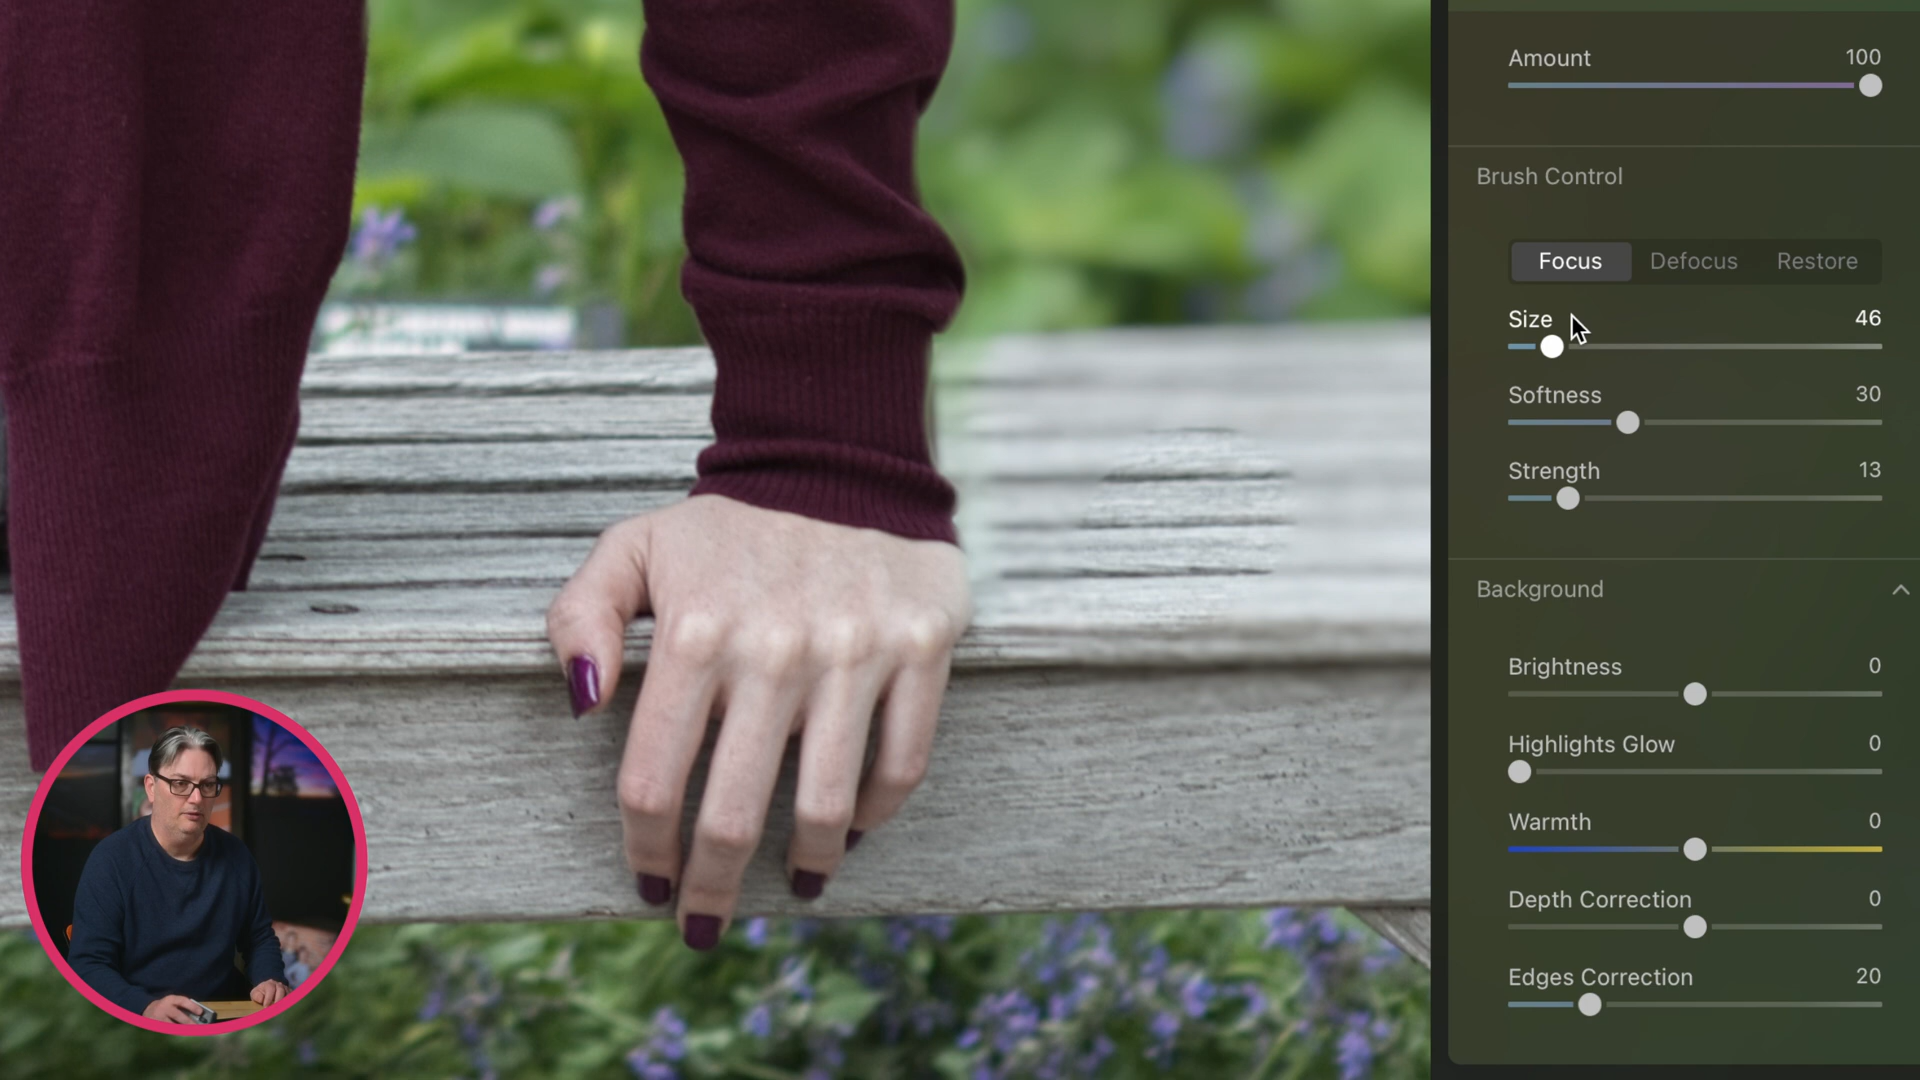 Amount 100
Brush Control
Focus Defocus Restore
Size 46
Softness 30
Strength 13
Background
Brightness 0
Highlights Glow 0
Warmth 0
Depth Correction 0
Edges Correction 20